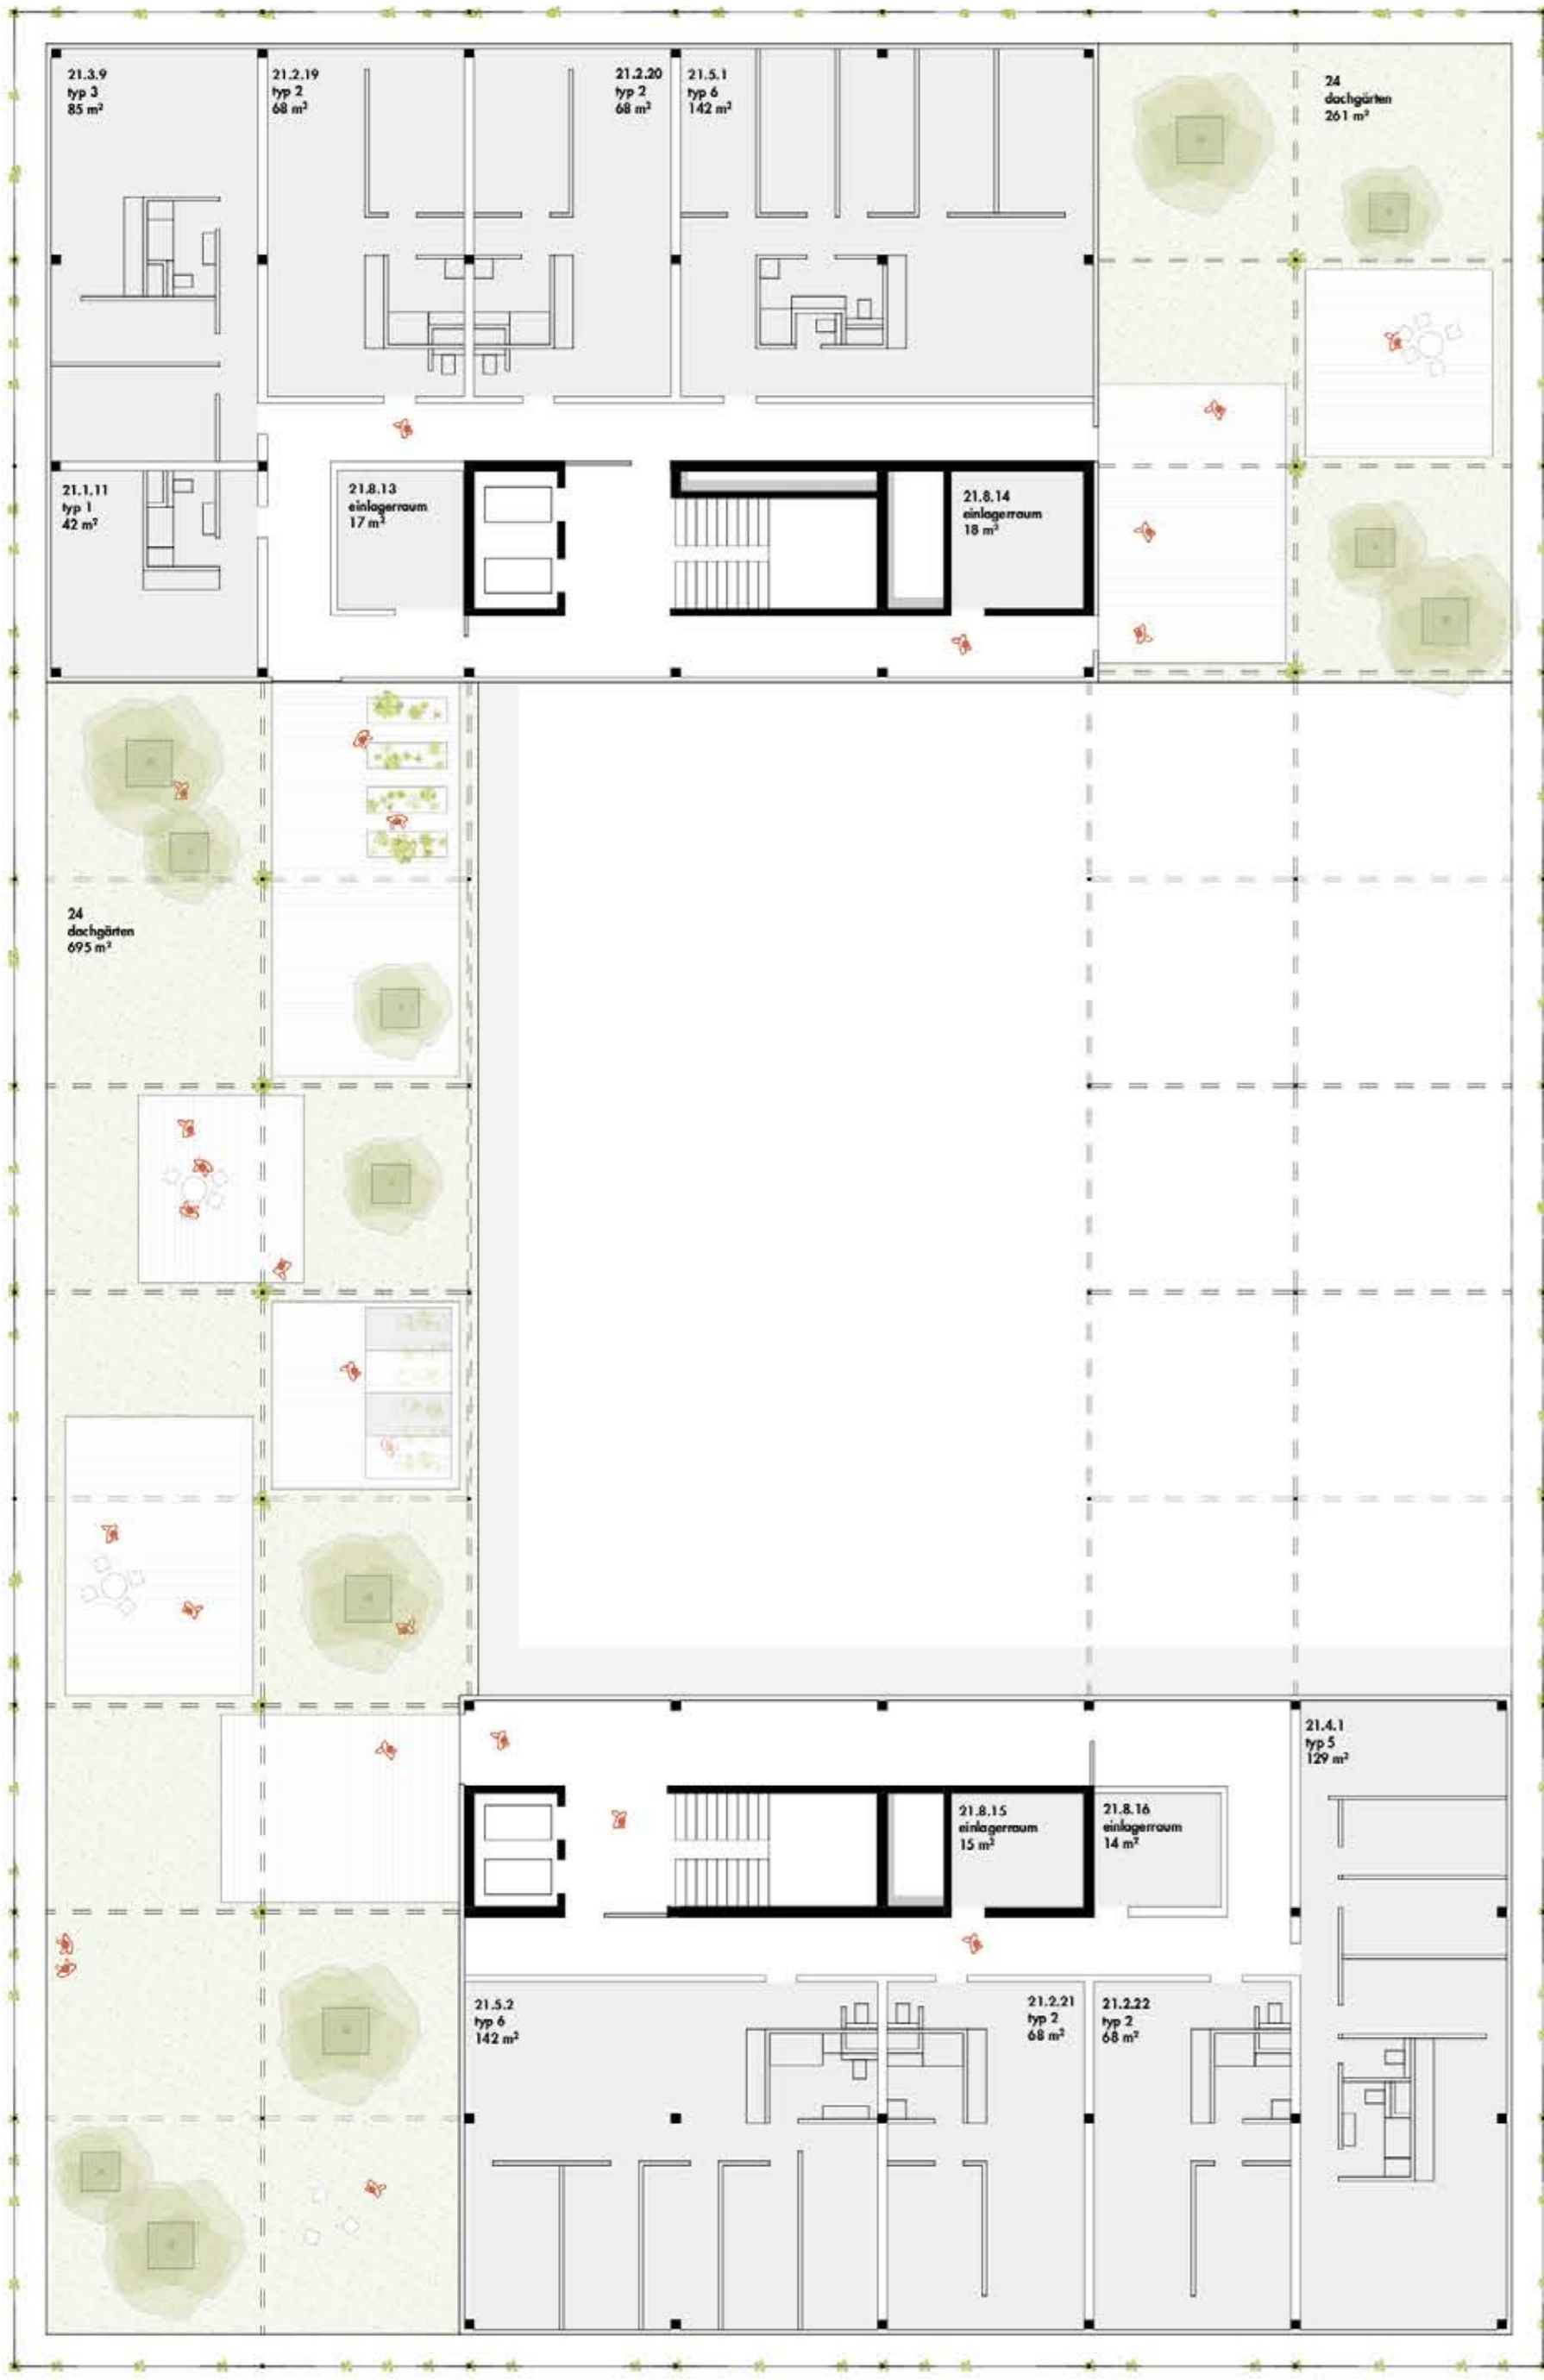 21.3.9
typ 3
85 m²
21.2.19
typ 2
68 m²
21.2.20
typ 2
68 m²
21.5.1
typ 6
142 m²
24
dachgärten
261 m²
21.1.11
typ 1
42 m²
21.8.13
einlagerraum
17 m²
21.8.14
einlagerraum
18 m²
24
dachgärten
695 m²
21.4.1
typ 5
129 m²
21.8.15
einlagerraum
15 m²
21.8.16
einlagerraum
14 m²
21.5.2
typ 6
142 m²
21.2.21
typ 2
68 m²
21.2.22
typ 2
68 m²